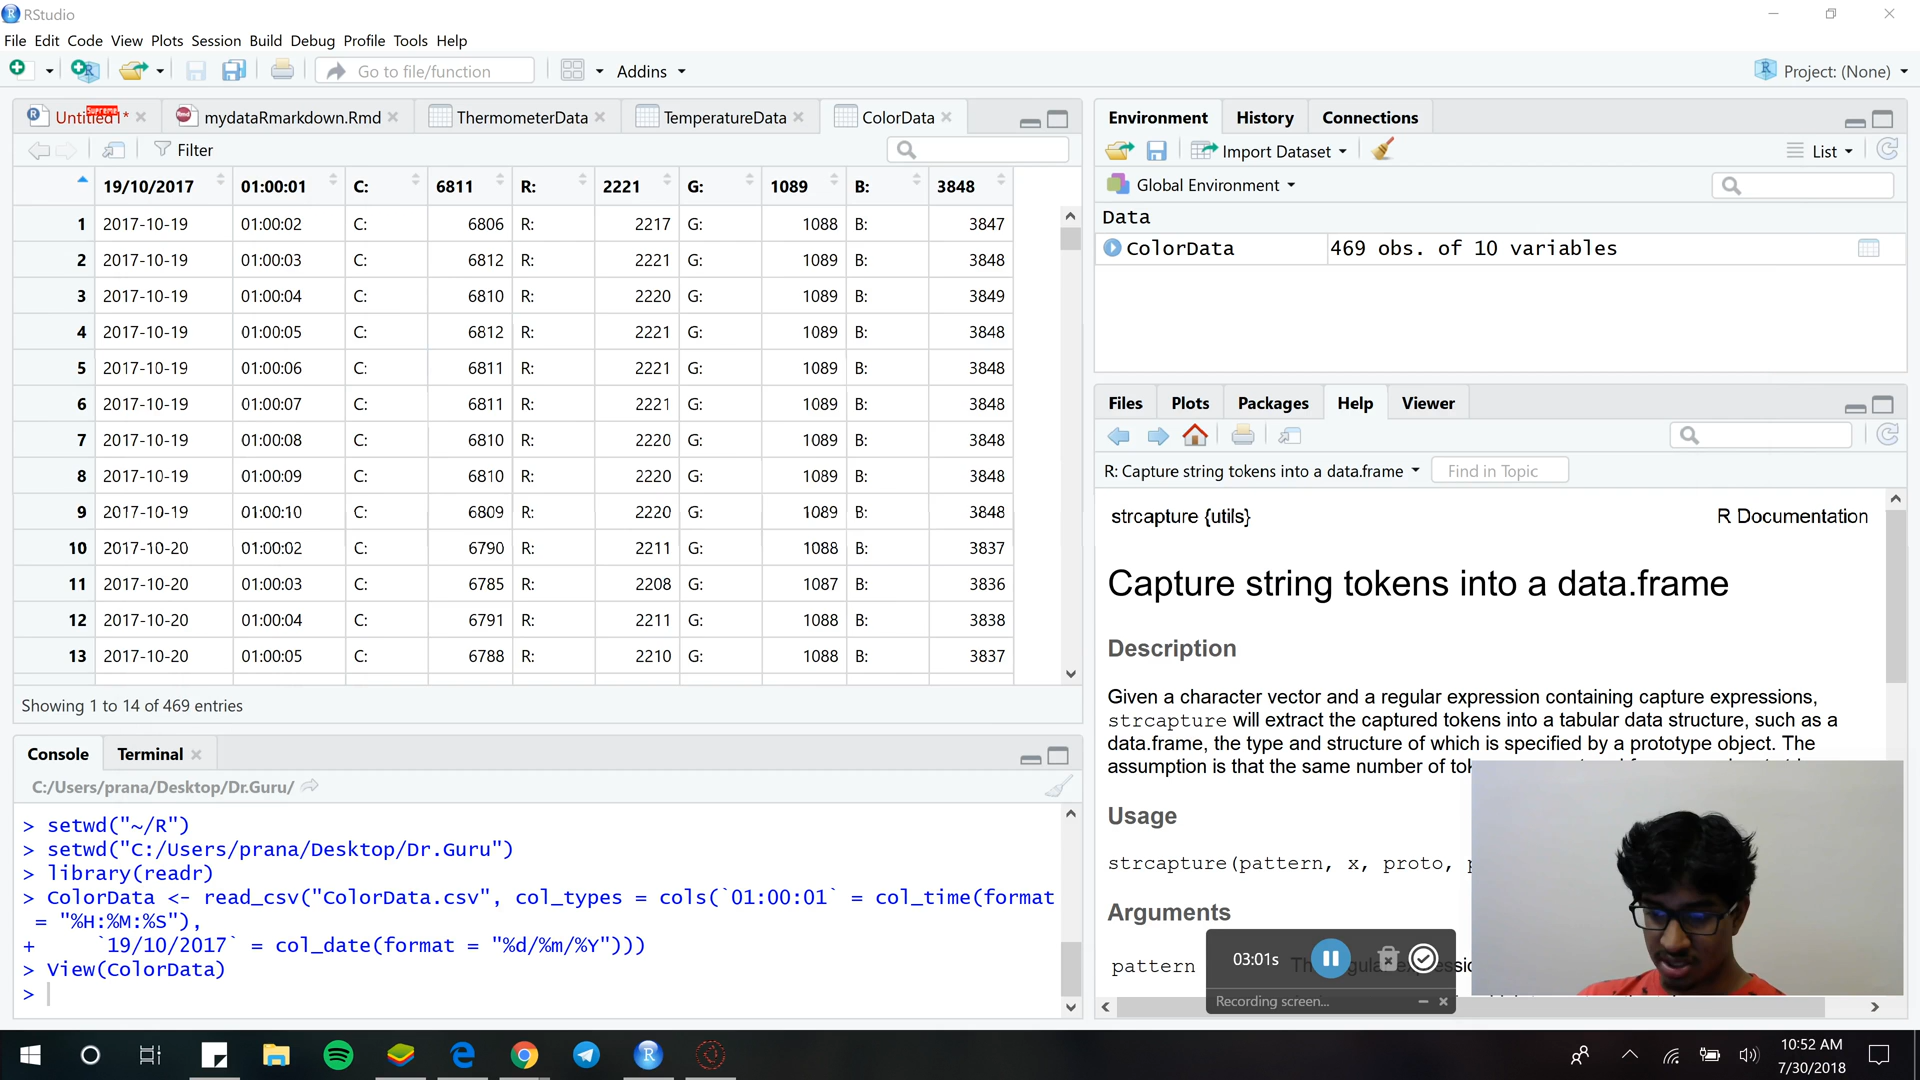 RStudio
File Edit Code View Plots Session Build Debug Profile Tools Help
Go to file/function Addins Project: (None)
Untitled1* Supreme mydataRmarkdown.Rmd ThermometerData TemperatureData ColorData
Filter
19/10/2017 01:00:01 C: 6811 R: 2221 G: 1089 B: 3848
1 2017-10-19 01:00:02 C: 6806 R: 2217 G: 1088 B: 3847
2 2017-10-19 01:00:03 C: 6812 R: 2221 G: 1089 B: 3848
3 2017-10-19 01:00:04 C: 6810 R: 2220 G: 1089 B: 3849
4 2017-10-19 01:00:05 C: 6812 R: 2221 G: 1089 B: 3848
5 2017-10-19 01:00:06 C: 6811 R: 2221 G: 1089 B: 3848
6 2017-10-19 01:00:07 C: 6811 R: 2221 G: 1089 B: 3848
7 2017-10-19 01:00:08 C: 6810 R: 2220 G: 1089 B: 3848
8 2017-10-19 01:00:09 C: 6810 R: 2220 G: 1089 B: 3848
9 2017-10-19 01:00:10 C: 6809 R: 2220 G: 1089 B: 3848
10 2017-10-20 01:00:02 C: 6790 R: 2211 G: 1088 B: 3837
11 2017-10-20 01:00:03 C: 6785 R: 2208 G: 1087 B: 3836
12 2017-10-20 01:00:04 C: 6791 R: 2211 G: 1088 B: 3838
13 2017-10-20 01:00:05 C: 6788 R: 2210 G: 1088 B: 3837
Showing 1 to 14 of 469 entries
Console Terminal
C:/Users/prana/Desktop/Dr.Guru/
> setwd("~/R")
> setwd("C:/Users/prana/Desktop/Dr.Guru")
> library(readr)
> ColorData <- read_csv("ColorData.csv", col_types = cols(`01:00:01` = col_time(format
= "%H:%M:%S"),
+ `19/10/2017` = col_date(format = "%d/%m/%Y")))
> View(ColorData)
>
Environment History Connections
Import Dataset List
Global Environment
Data
ColorData 469 obs. of 10 variables
Files Plots Packages Help Viewer
R: Capture string tokens into a data.frame Find in Topic
strcapture {utils} R Documentation
Capture string tokens into a data.frame
Description
Given a character vector and a regular expression containing capture expressions,
strcapture will extract the captured tokens into a tabular data structure, such as a
data.frame, the type and structure of which is specified by a prototype object. The
assumption is that the same number of
Usage
strcapture(pattern, x, proto,
Arguments
pattern
03:01s
Recording screen...
10:52 AM
7/30/2018